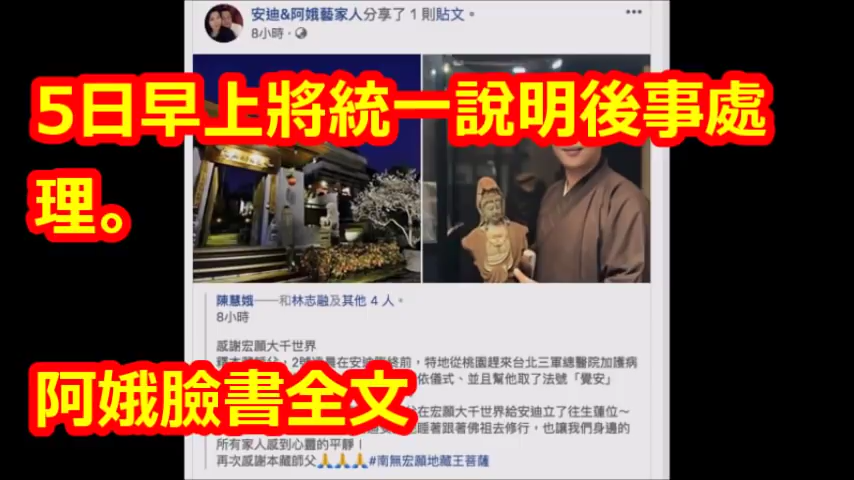 安迪&阿娥藝家人分享了 1 則貼文。
8小時·
5日早上將統一說明後事處
理。
陳慧娥——和林志融及其他 4 人。
8小時
感謝宏願大千世界
特地從桃園趕來台北三軍總醫院加護病
依儀式、並且幫他取了法號「覺安」
阿娥臉書全文
在宏願大千世界給安迪立了往生蓮位～
睡著跟著佛祖去修行，也讓我們身邊的
所有家人感到心靈的平靜！
再次感謝本藏師父🙏🙏🙏#南無宏願地藏王菩薩